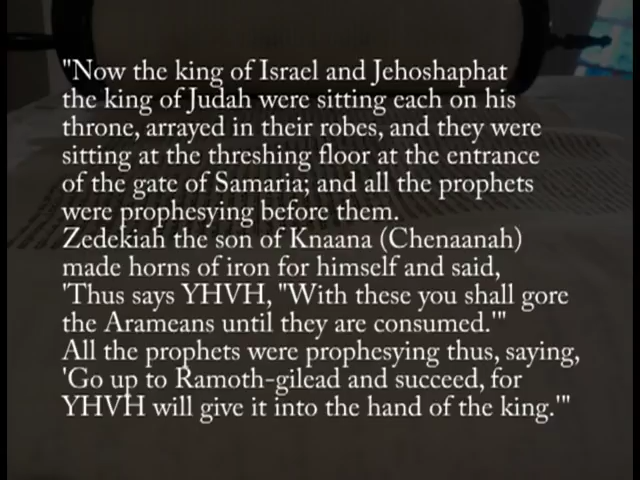 "Now the king of Israel and Jehoshaphat
the king of Judah were sitting each on his
throne, arrayed in their robes, and they were
sitting at the threshing floor at the entrance
of the gate of Samaria; and all the prophets
were prophesying before them.
Zedekiah the son of Knaana (Chenaanah)
made horns of iron for himself and said,
'Thus says YHVH, "With these you shall gore
the Arameans until they are consumed.'"
All the prophets were prophesying thus, saying,
'Go up to Ramoth-gilead and succeed, for
YHVH will give it into the hand of the king.'"